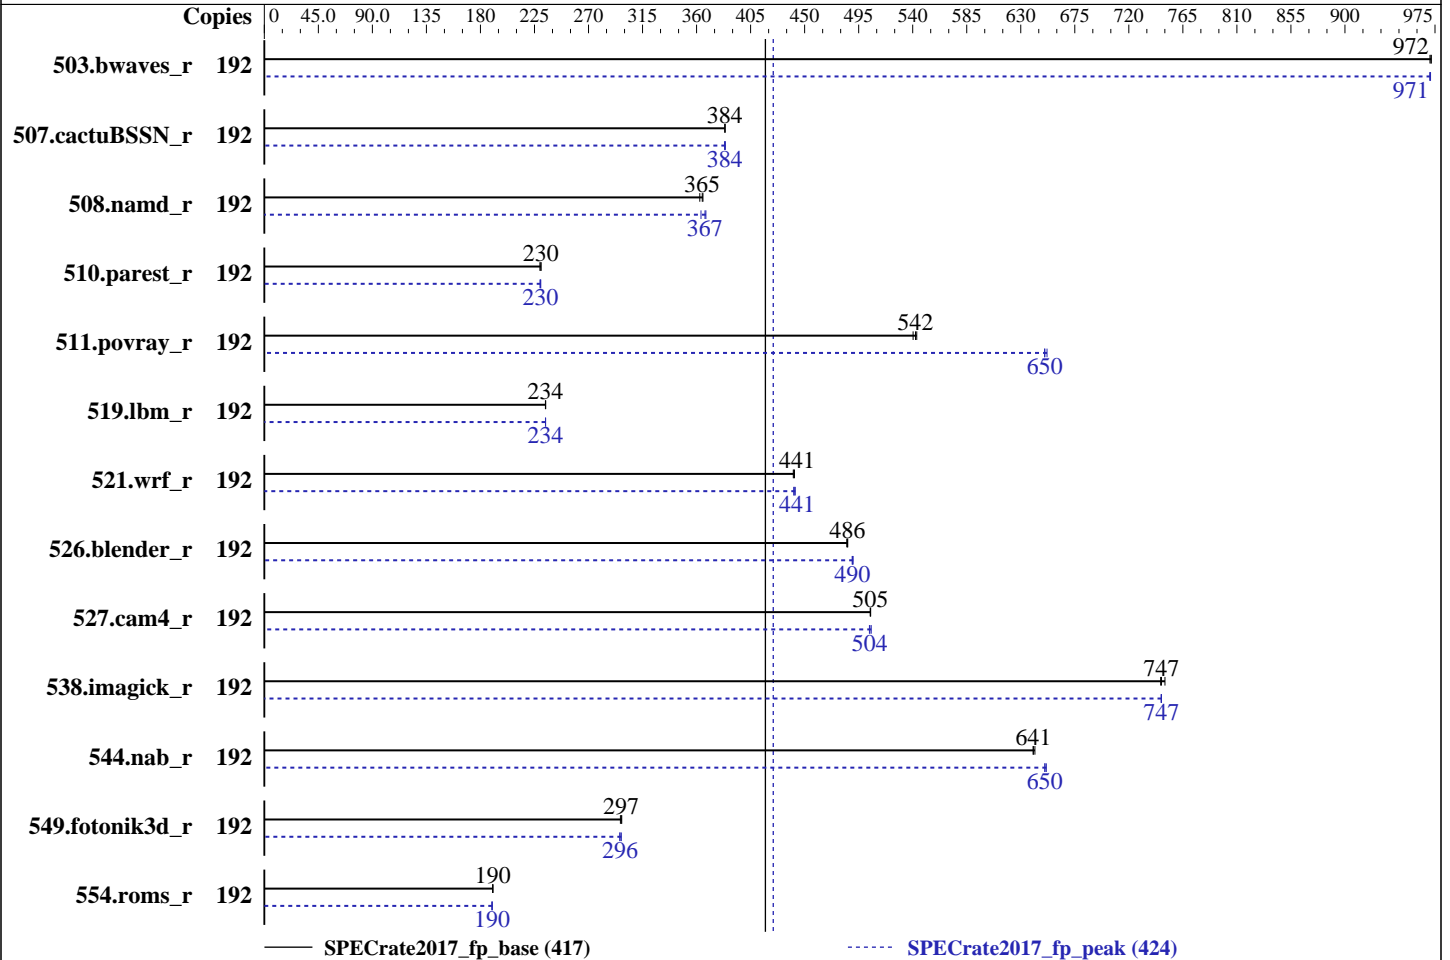 Copies 0 45.0 90.0 135 180 225 270 315 360 405 450 495 540 585 630 675 720 765 810 855 900 975
972
503.bwaves_r 192
971
384
507.cactuBSSN_r 192
384
365
508.namd_r 192
367
230
510.parest_r 192
230
542
511.povray_r 192
650
234
519.lbm_r 192
234
441
521.wrf_r 192
441
486
526.blender_r 192
490
505
527.cam4_r 192
504
747
538.imagick_r 192
747
641
544.nab_r 192
650
297
549.fotonik3d_r 192
296
190
554.roms_r 192
190
SPECrate2017_fp_base (417) SPECrate2017_fp_peak (424)